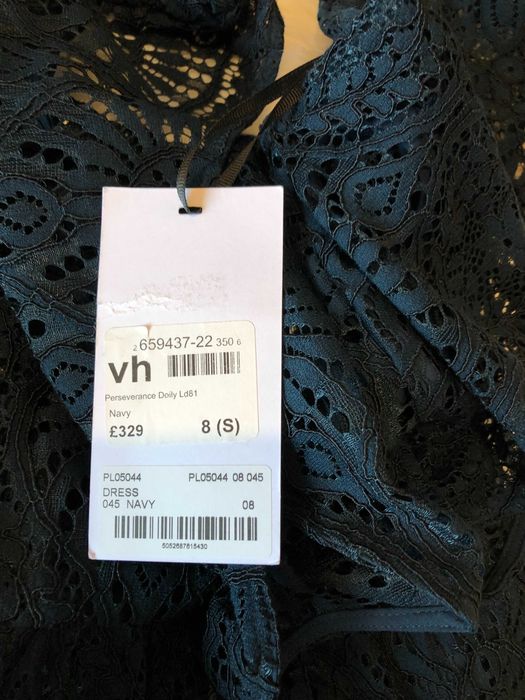 2 659437-22 350 6
vh
Perseverance Doily Ld81
Navy
£329 8 (S)
PL05044 PL05044 08 045
DRESS
045 NAVY 08
5052687615430